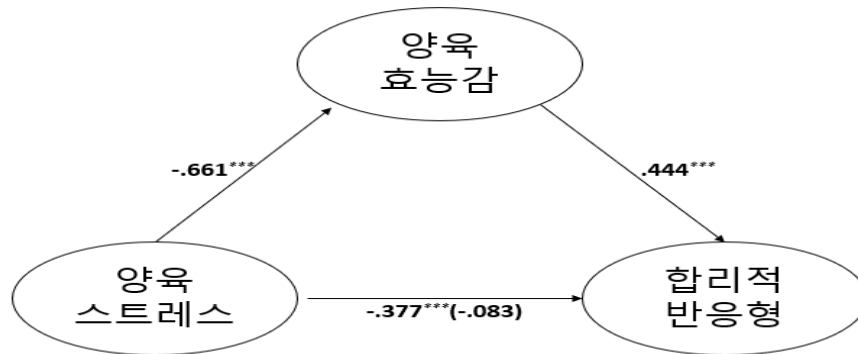 양육
효능감
-.661***
.444***
양육
스트레스
-.377***(-.083)
합리적
반응형